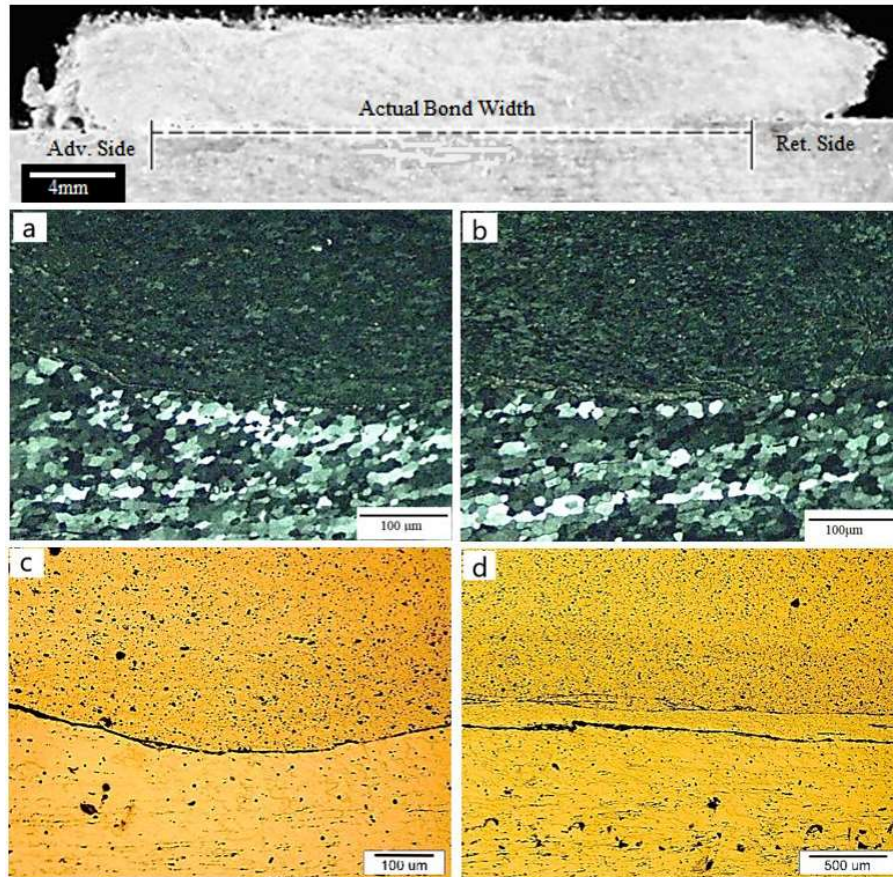 Actual Bond Width
Adv. Side
Ret. Side
4mm
a
b
100 µm
100µm
c
d
100 um
500 um